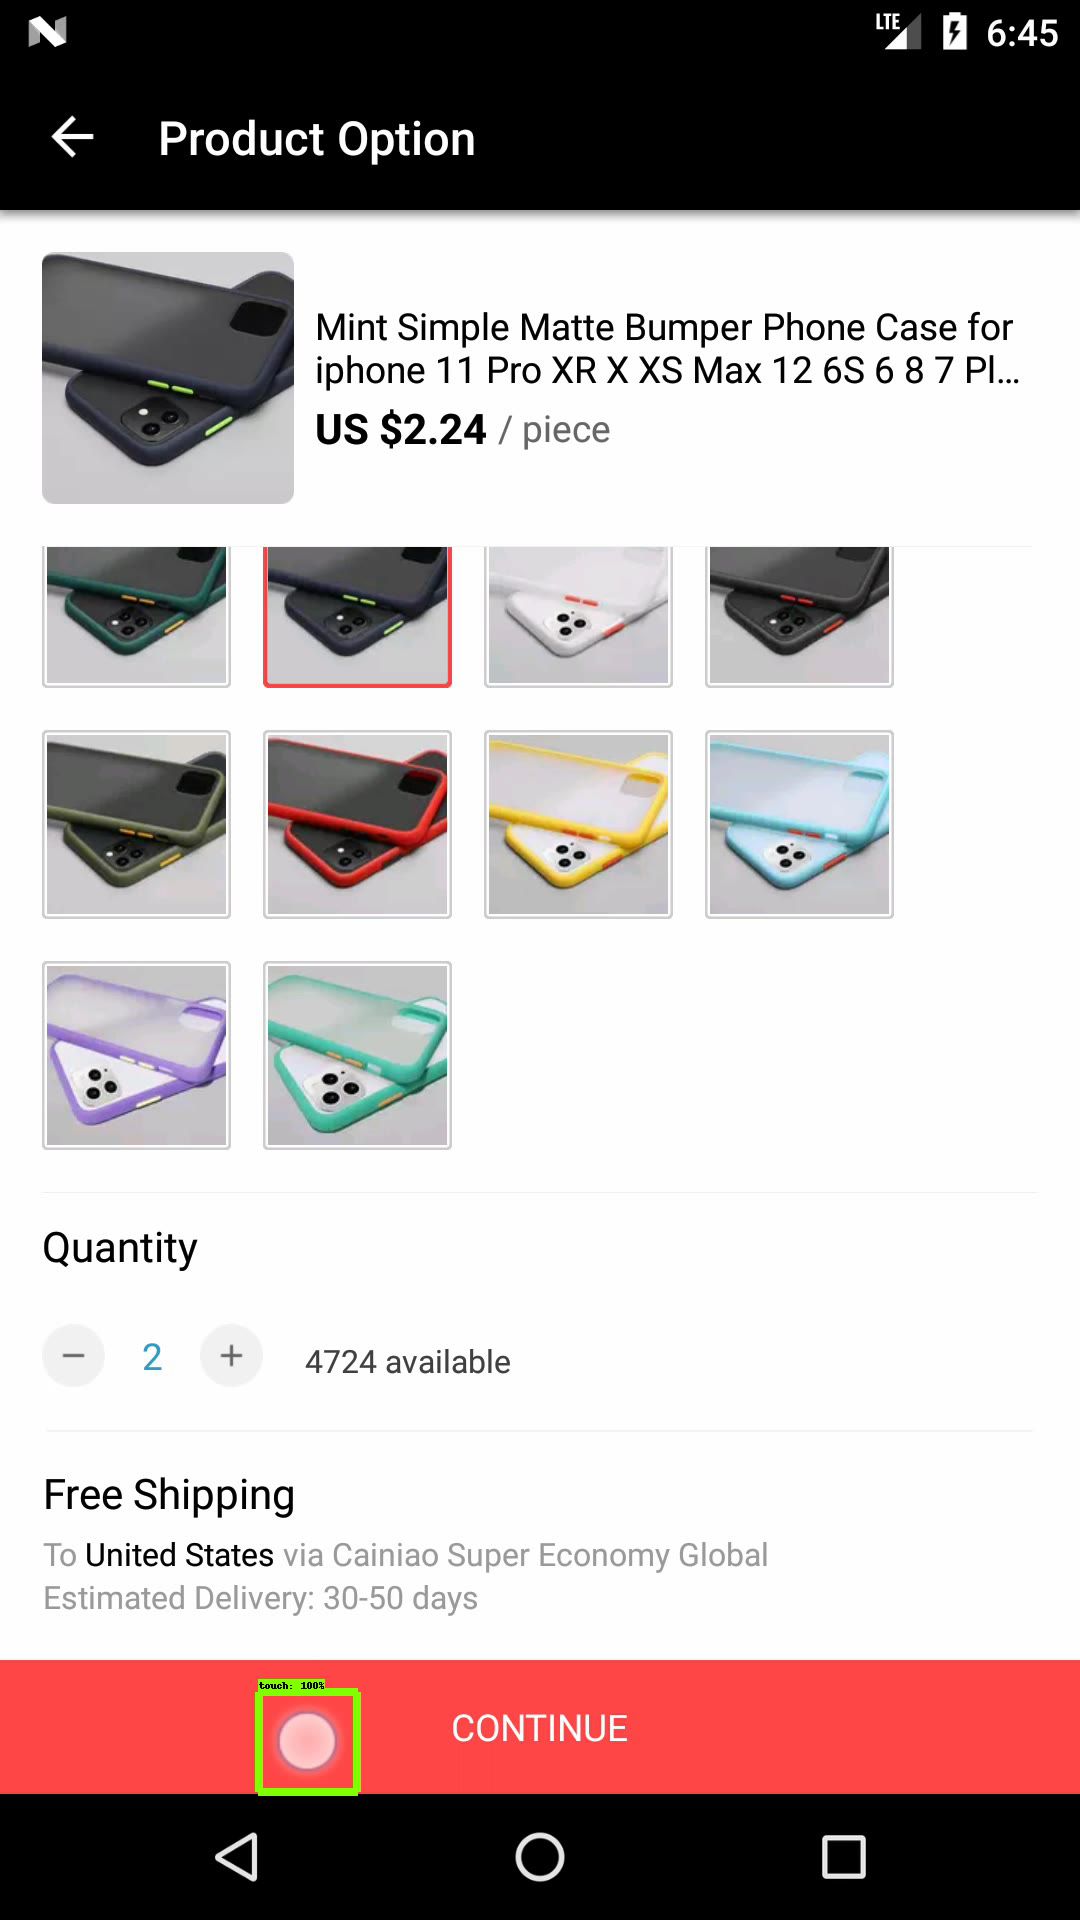 LTE 6:45
Product Option
Mint Simple Matte Bumper Phone Case for
iphone 11 Pro XR X XS Max 12 6S 6 8 7 Pl...
US $2.24 / piece
Quantity
2
4724 available
Free Shipping
To United States via Cainiao Super Economy Global
Estimated Delivery: 30-50 days
touch: 100%
CONTINUE